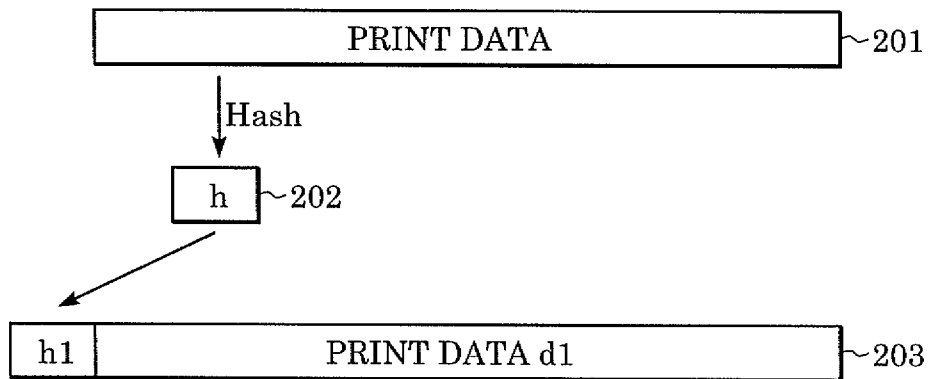 PRINT DATA 201
Hash
h 202
h1 PRINT DATA d1 203